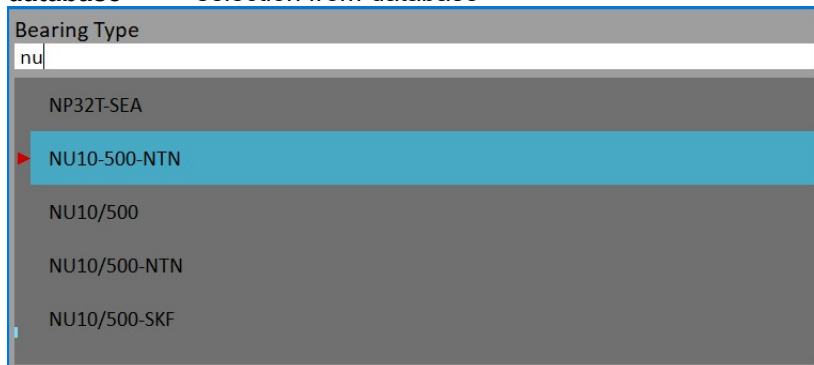 Bearing Type
nu
NP32T-SEA
NU10-500-NTN
NU10/500
NU10/500-NTN
NU10/500-SKF